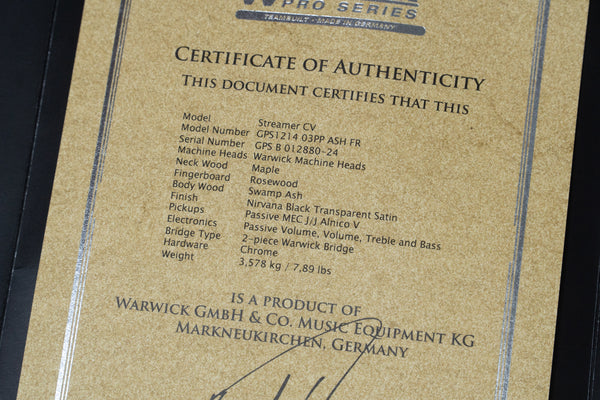 PRO SERIES
TEAMBUILT - MADE IN GERMANY
CERTIFICATE OF AUTHENTICITY
THIS DOCUMENT CERTIFIES THAT THIS
Model Streamer CV
Model Number GPS1214 03PP ASH FR
Serial Number GPS B 012880-24
Machine Heads Warwick Machine Heads
Neck Wood Maple
Fingerboard Rosewood
Body Wood Swamp Ash
Finish Nirvana Black Transparent Satin
Pickups Passive MEC J/J Alnico V
Electronics Passive Volume, Volume, Treble and Bass
Bridge Type 2-piece Warwick Bridge
Hardware Chrome
Weight 3,578 kg / 7,89 lbs
IS A PRODUCT OF
WARWICK GMBH & CO. MUSIC EQUIPMENT KG
MARKNEUKIRCHEN, GERMANY